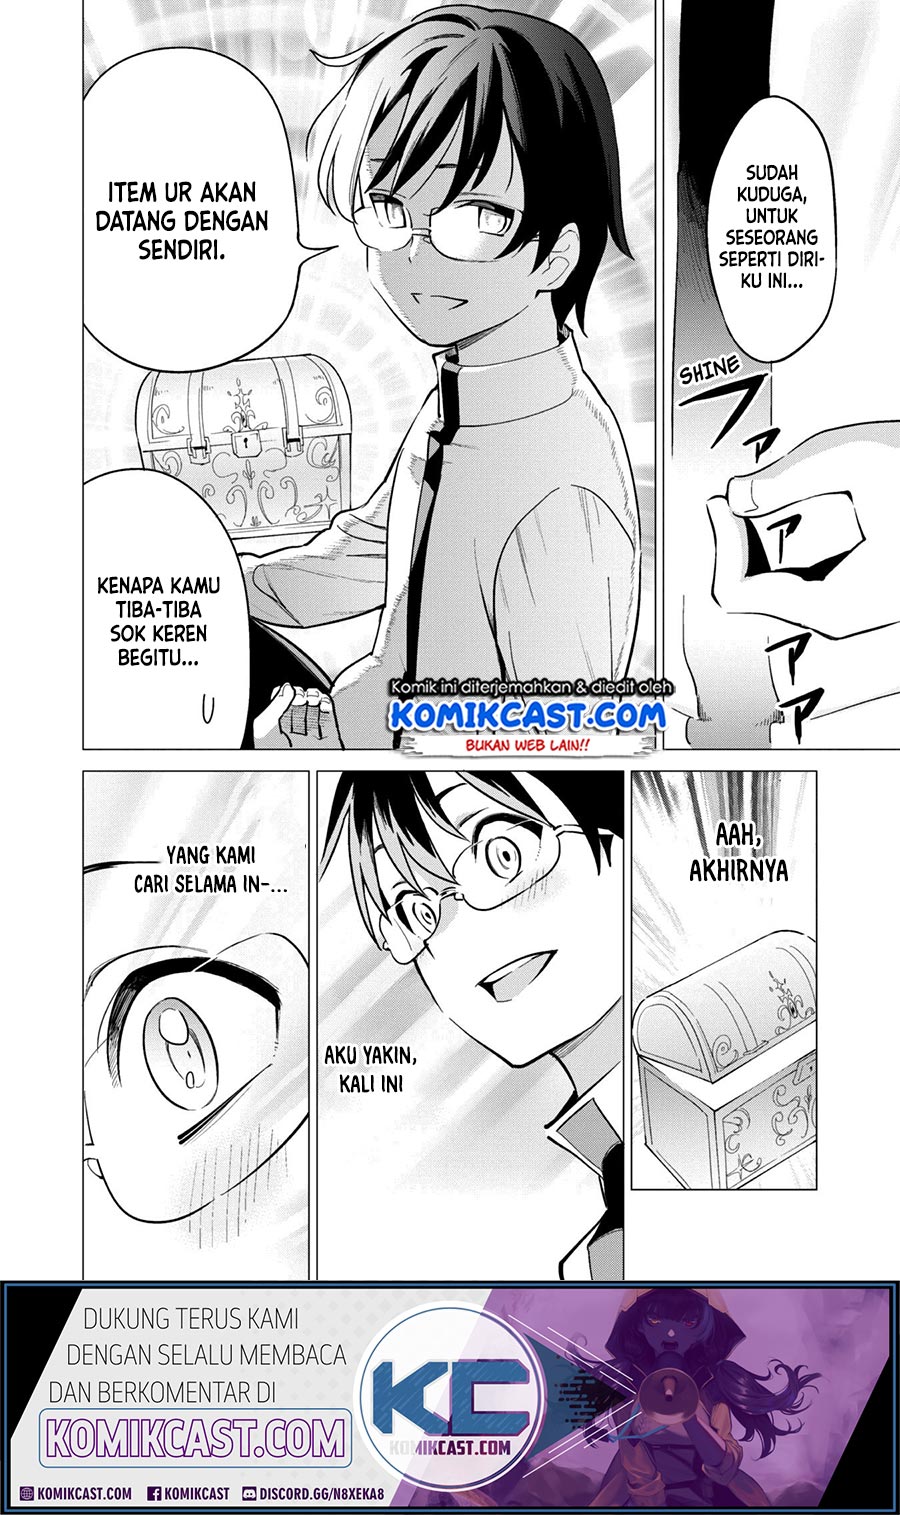 SUDAH
KUDUGA,
UNTUK
SESEORANG
SEPERTI DIRI-
KU INI...
SHINE
ァ
ア
ァ
ァ
ITEM UR AKAN
DATANG DENGAN
SENDIRI.
KENAPA KAMU
TIBA-TIBA
SOK KEREN
BEGITU...
Komik ini diterjemahkan & diedit oleh
KOMIKCAST.COM
BUKAN WEB LAIN!!
AAH,
AKHIRNYA
AKU YAKIN,
KALI INI
YANG KAMI
CARI SELAMA IN-...
DUKUNG TERUS KAMI
DENGAN SELALU MEMBACA
DAN BERKOMENTAR DI
KOMIKCAST.COM
KC
KOMIKCAST.COM
KOMIKCAST.COM KOMIKCAST DISCORD.GG/N8XEKA8